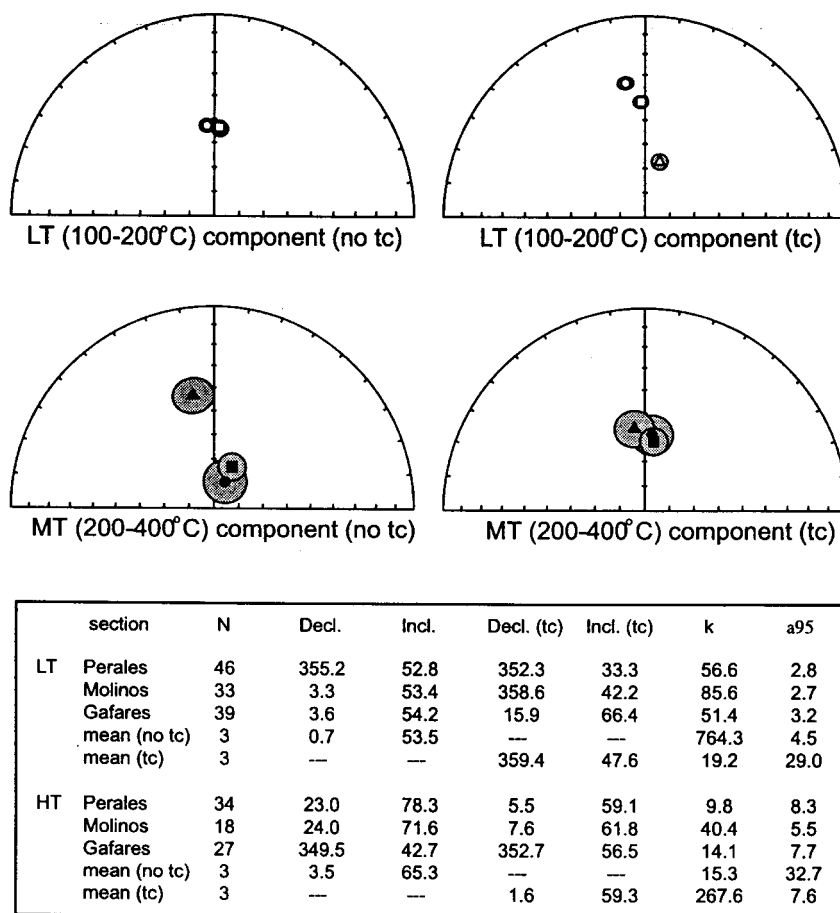 LT (100-200°C) component (no tc)
LT (100-200°C) component (tc)
MT (200-400°C) component (no tc)
MT (200-400°C) component (tc)
section N Decl. Incl. Decl. (tc) Incl. (tc) k a95
LT Perales 46 355.2 52.8 352.3 33.3 56.6 2.8
Molinos 33 3.3 53.4 358.6 42.2 85.6 2.7
Gafares 39 3.6 54.2 15.9 66.4 51.4 3.2
mean (no tc) 3 0.7 53.5 --- --- 764.3 4.5
mean (tc) 3 --- --- 359.4 47.6 19.2 29.0
HT Perales 34 23.0 78.3 5.5 59.1 9.8 8.3
Molinos 18 24.0 71.6 7.6 61.8 40.4 5.5
Gafares 27 349.5 42.7 352.7 56.5 14.1 7.7
mean (no tc) 3 3.5 65.3 --- --- 15.3 32.7
mean (tc) 3 --- --- 1.6 59.3 267.6 7.6